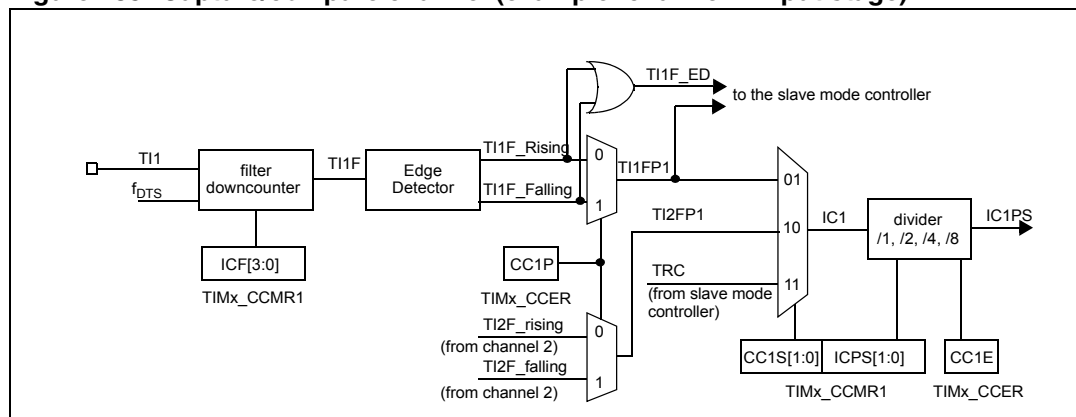 Figure Capture/compare channel (example: channel 1 input stage)
TI1F_ED
to the slave mode controller
TI1
fDTS
filter
downcounter
TI1F
Edge
Detector
TI1F_Rising
TI1F_Falling
0
1
TI1FP1
01
TI2FP1
10
IC1
divider
/1, /2, /4, /8
IC1PS
ICF[3:0]
TIMx_CCMR1
CC1P
TIMx_CCER
TRC
(from slave mode
controller)
11
TI2F_rising
(from channel 2)
0
TI2F_falling
(from channel 2)
1
CC1S[1:0] ICPS[1:0]
TIMx_CCMR1
CC1E
TIMx_CCER